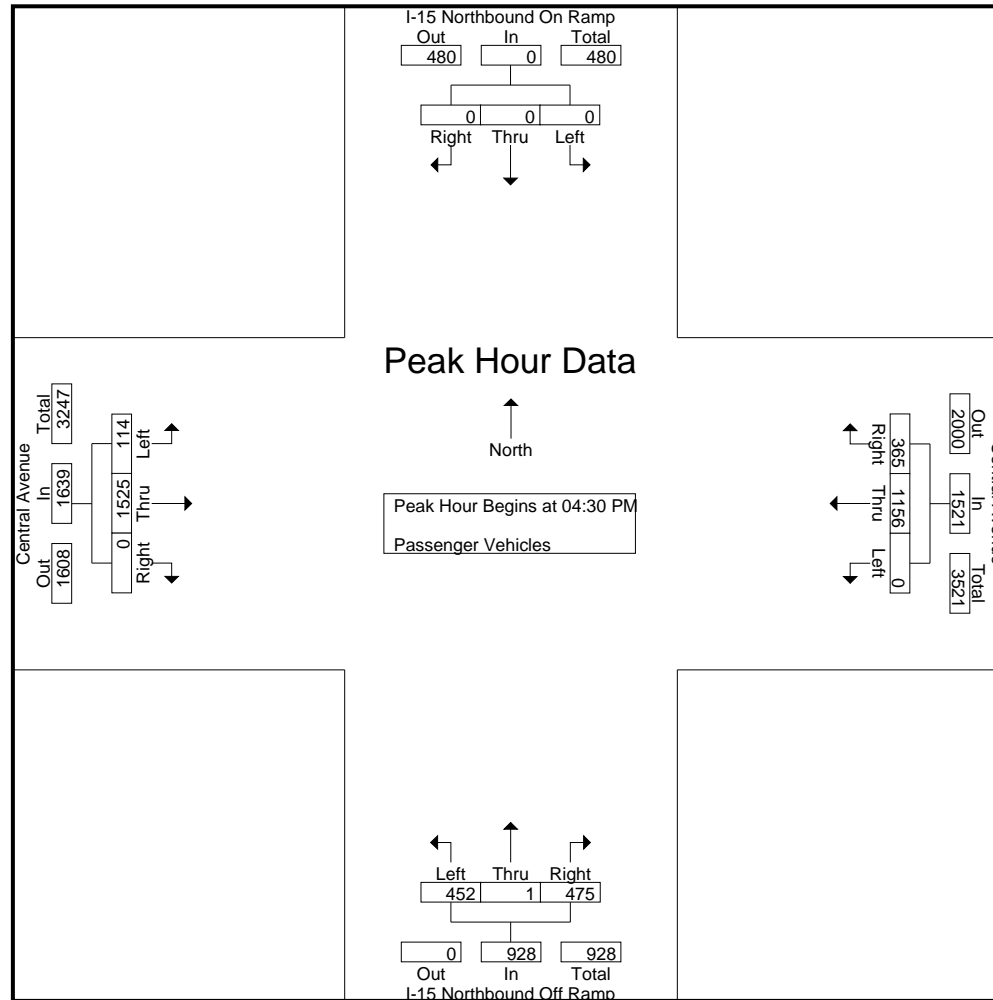 I-15 Northbound On Ramp
Out In Total
480 0 480
0 0 0
Right Thru Left
Peak Hour Data
North
Peak Hour Begins at 04:30 PM
Passenger Vehicles
Central Avenue
Total In Out
3247 1639 1608
114 1525 0
Left Thru Right
Out In Total
2000 1521 3521
365 1156 0
Right Thru Left
Left Thru Right
452 1 475
0 928 928
Out In Total
I-15 Northbound Off Ramp